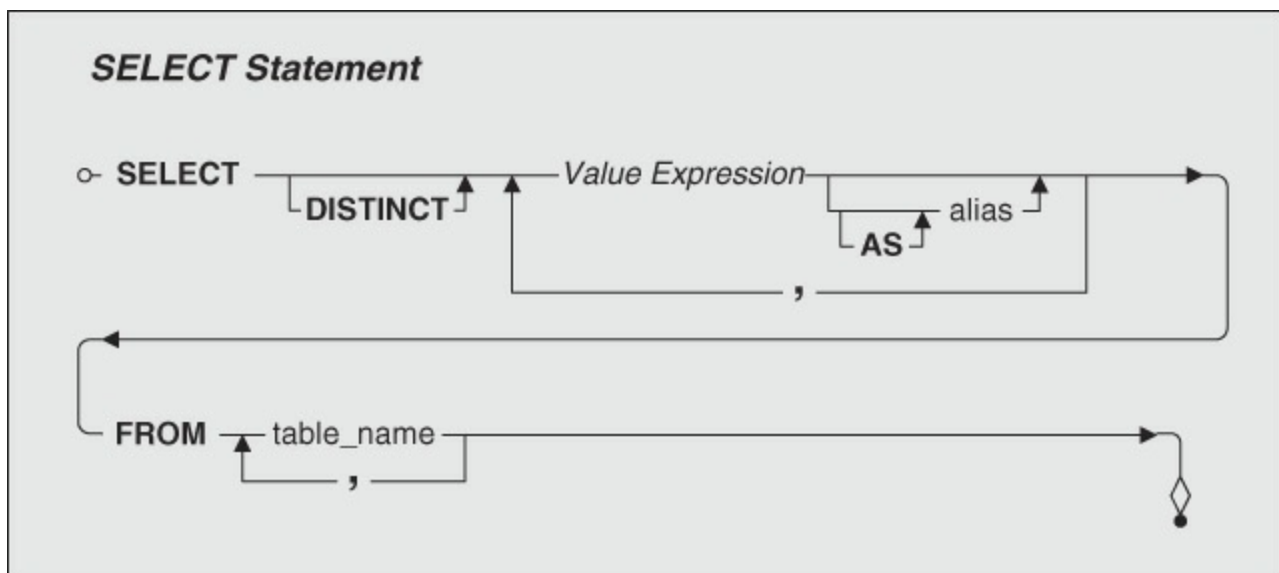 SELECT Statement
SELECT Value Expression
DISTINCT alias
AS
,
FROM table_name
,